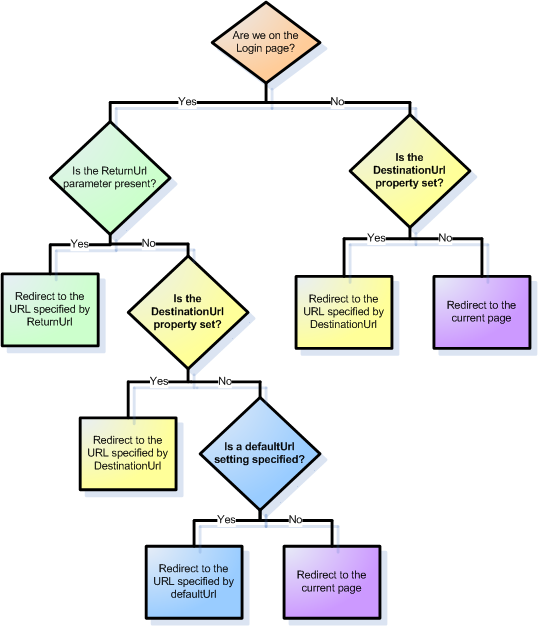 Are we on the
Login page?
Yes
No
Is the ReturnUrl
parameter present?
Is the
DestinationUrl
property set?
Yes
No
Yes
No
Redirect to the
URL specified by
ReturnUrl
Is the
DestinationUrl
property set?
Redirect to the
URL specified by
DestinationUrl
Redirect to the
current page
Yes
No
Redirect to the
URL specified by
DestinationUrl
Is a defaultUrl
setting specified?
Yes
No
Redirect to the
URL specified by
defaultUrl
Redirect to the
current page